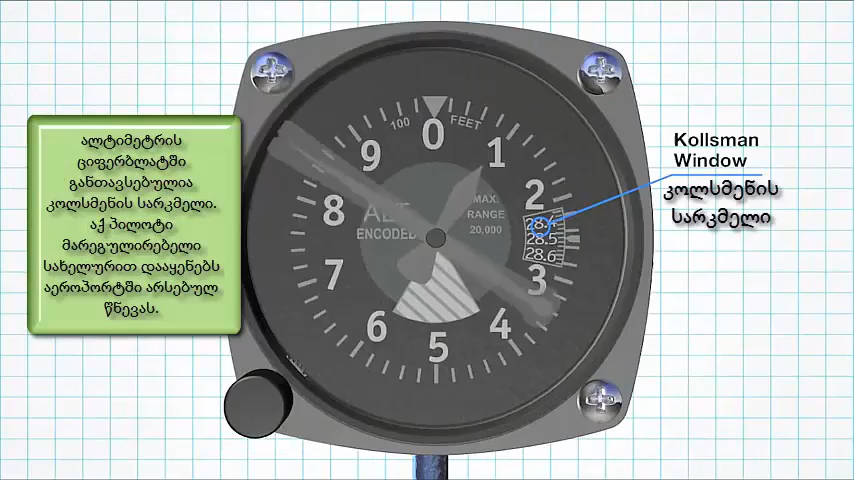 ალტიმეტრის
ციფერბლატში
განთავსებულია
კოლსმენის სარკმელი.
აქ პილოტი
მარეგულირებელი
სახელურით დააყენებს
აეროპორტში არსებულ
წნევას.
100 FEET
0
1
2
3
4
5
6
7
8
9
ALT
ENCODED
MAX.
RANGE
20,000
28.4
28.5
28.6
Kollsman
Window
კოლსმენის
სარკმელი